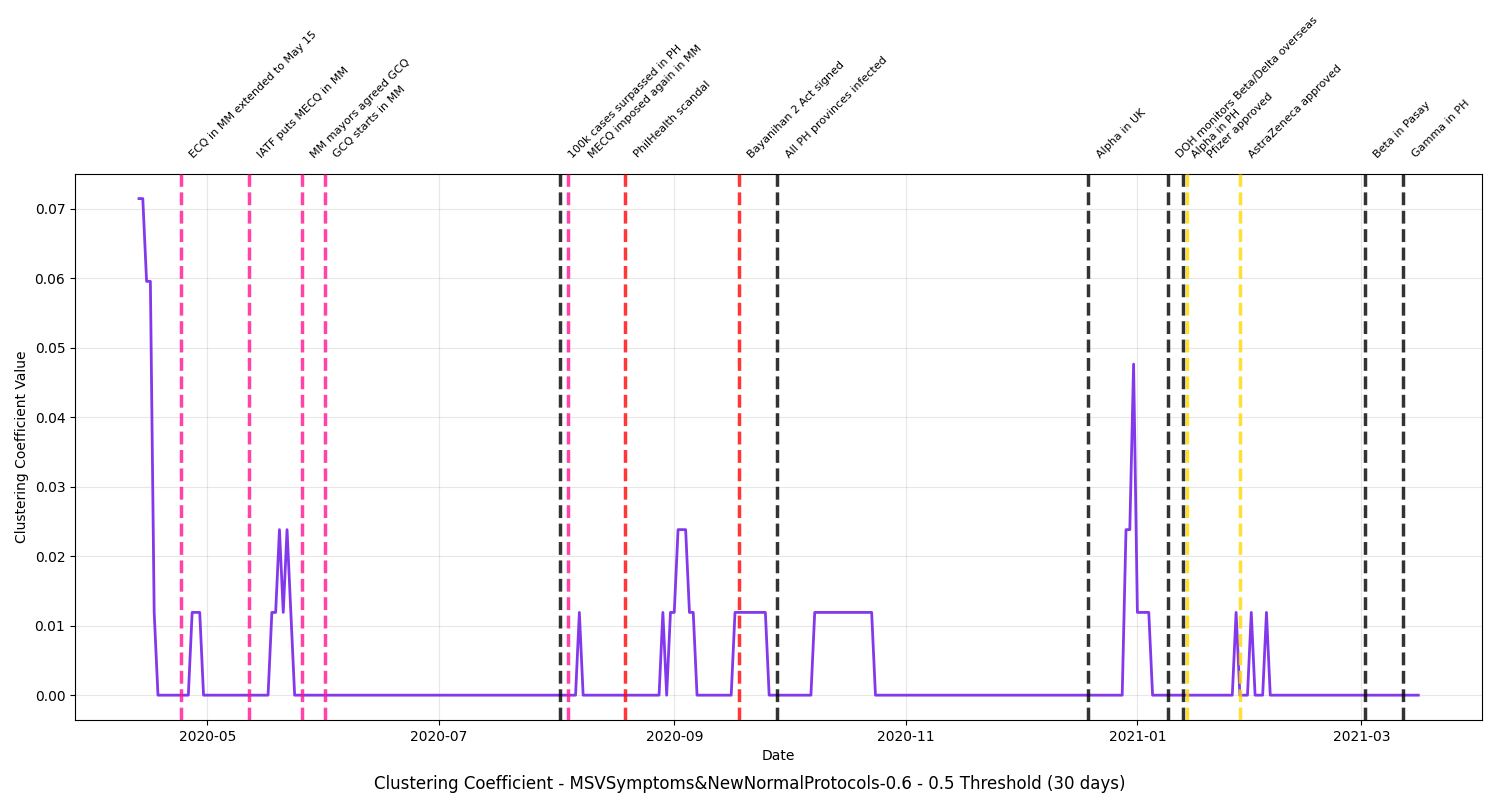 ECQ in MM extended to May 15
IATF puts MECQ in MM
MM mayors agreed GCQ
GCQ starts in MM
100k cases surpassed in PH
MECQ imposed again in MM
PhilHealth scandal
Bayanihan 2 Act signed
All PH provinces infected
Alpha in UK
DOH monitors Beta/Delta overseas
Alpha in PH
Pfizer approved
AstraZeneca approved
Beta in Pasay
Gamma in PH
Clustering Coefficient Value
0.07
0.06
0.05
0.04
0.03
0.02
0.01
0.00
2020-05
2020-07
2020-09
2020-11
2021-01
2021-03
Date
Clustering Coefficient - MSVSymptoms&NewNormalProtocols-0.6 - 0.5 Threshold (30 days)